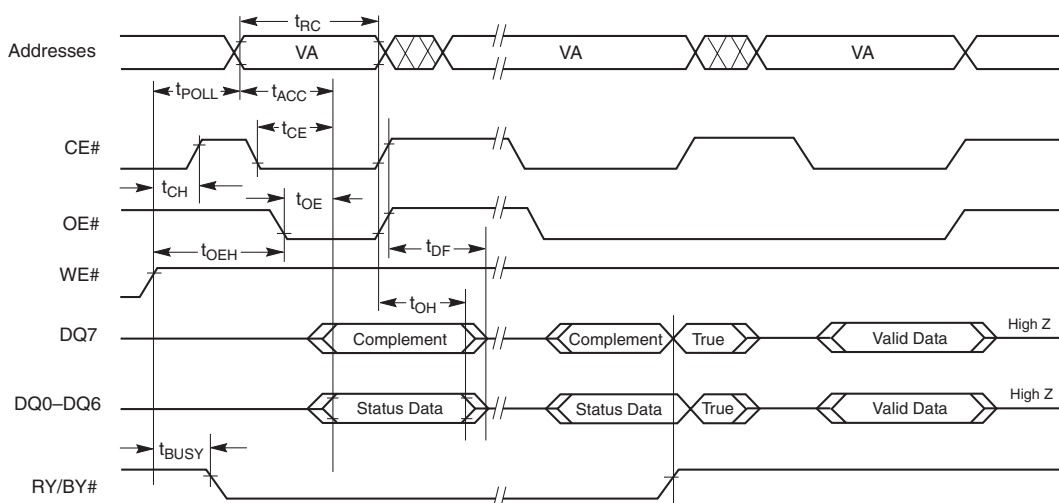 tRC
Addresses VA VA VA
tPOLL tACC
tCE
CE#
tCH
tOE
OE#
tOEH tDF
WE#
tOH
DQ7 Complement Complement True Valid Data High Z
DQ0–DQ6 Status Data Status Data True Valid Data High Z
tBUSY
RY/BY#